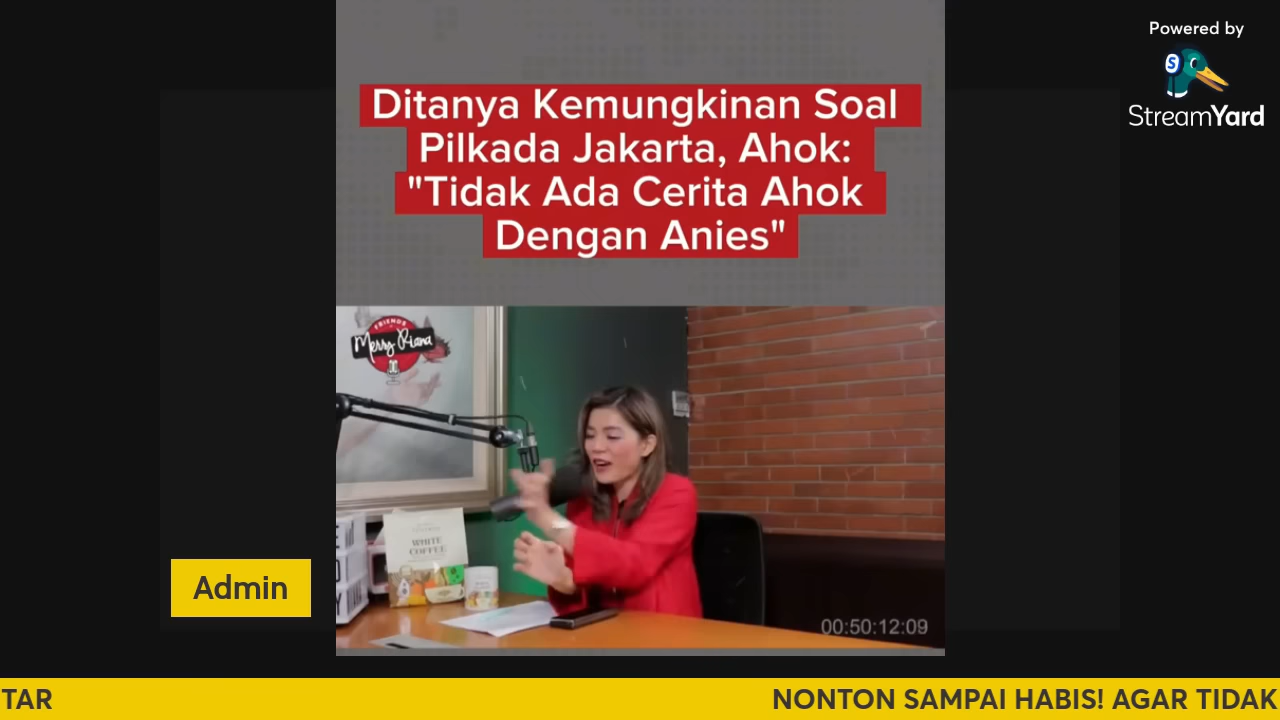 Powered by
StreamYard
Ditanya Kemungkinan Soal
Pilkada Jakarta, Ahok:
"Tidak Ada Cerita Ahok
Dengan Anies"
FRIENDS
Merry Riana
WHITE
COFFEE
Admin
00:50:12:09
TAR
NONTON SAMPAI HABIS! AGAR TIDAK